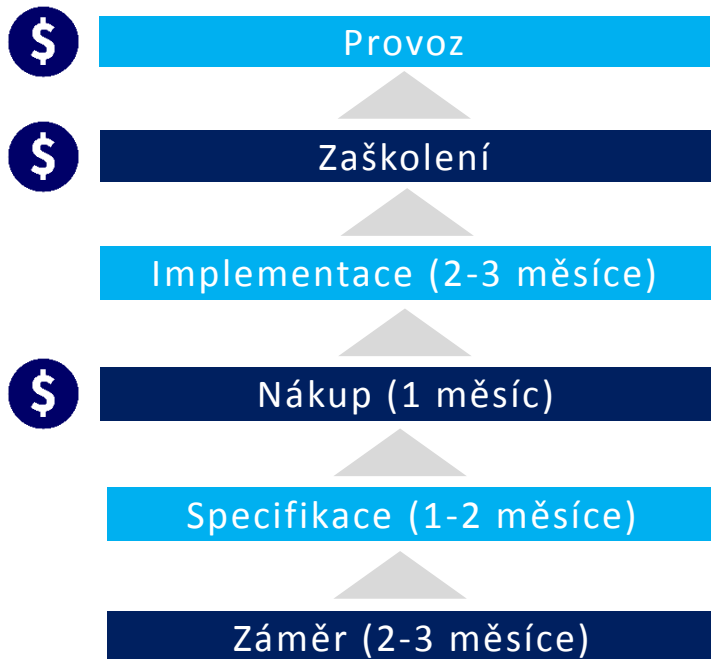 $ Provoz
$ Zaškolení
Implementace (2-3 měsíce)
$ Nákup (1 měsíc)
Specifikace (1-2 měsíce)
Záměr (2-3 měsíce)